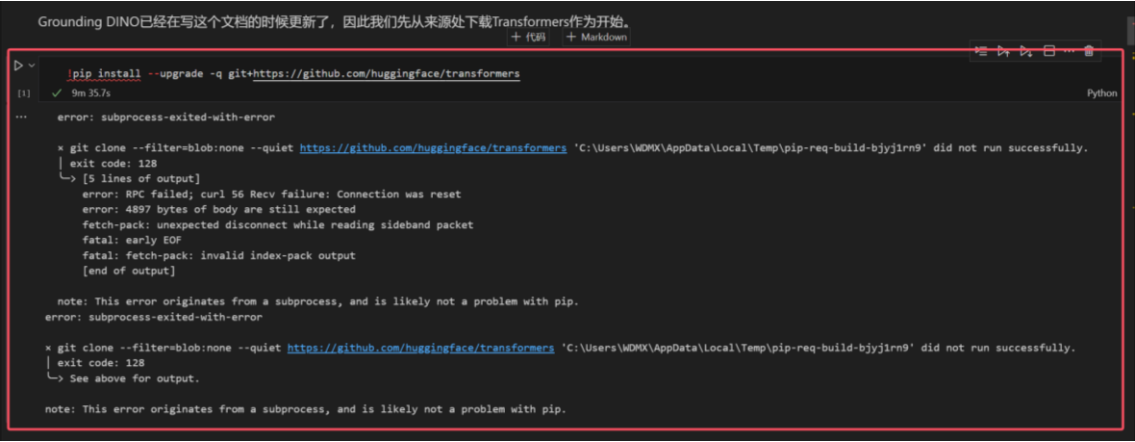 Grounding DINO已经在写这个文档的时候更新了，因此我们先从来源处下载Transformers作为开始。
+ 代码 + Markdown
!pip install --upgrade -q git+https://github.com/huggingface/transformers
[1] ✓ 9m 35.7s Python
... error: subprocess-exited-with-error
× git clone --filter=blob:none --quiet https://github.com/huggingface/transformers 'C:\Users\WDMX\AppData\Local\Temp\pip-req-build-bjyj1rn9' did not run successfully.
│ exit code: 128
╰─> [5 lines of output]
error: RPC failed; curl 56 Recv failure: Connection was reset
error: 4897 bytes of body are still expected
fetch-pack: unexpected disconnect while reading sideband packet
fatal: early EOF
fatal: fetch-pack: invalid index-pack output
[end of output]
note: This error originates from a subprocess, and is likely not a problem with pip.
error: subprocess-exited-with-error
× git clone --filter=blob:none --quiet https://github.com/huggingface/transformers 'C:\Users\WDMX\AppData\Local\Temp\pip-req-build-bjyj1rn9' did not run successfully.
│ exit code: 128
╰─> See above for output.
note: This error originates from a subprocess, and is likely not a problem with pip.